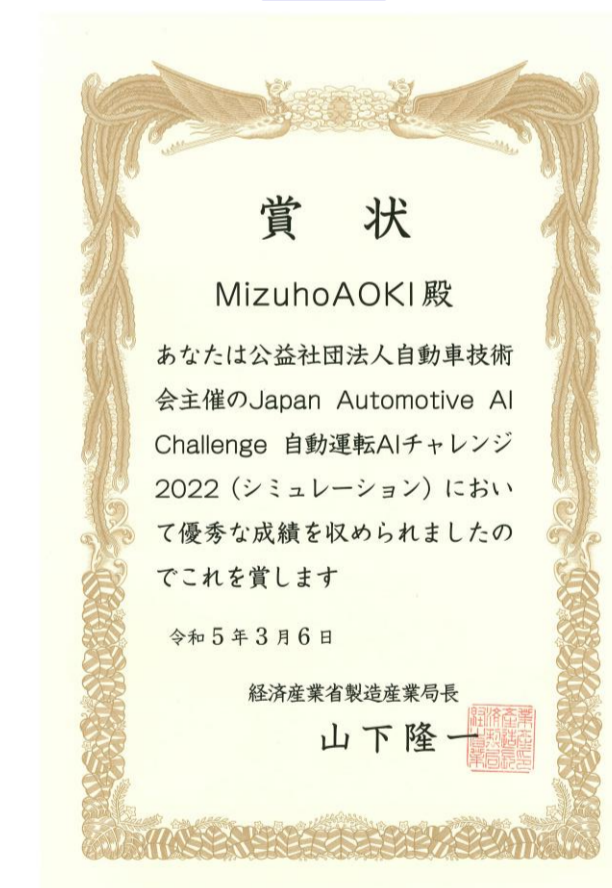 賞 状
MizuhoAOKI殿
あなたは公益社団法人自動車技術
会主催のJapan Automotive AI
Challenge 自動運転AIチャレンジ
2022（シミュレーション）におい
て優秀な成績を収められましたの
でこれを賞します
令和5年3月6日
経済産業省製造産業局長
山下隆一